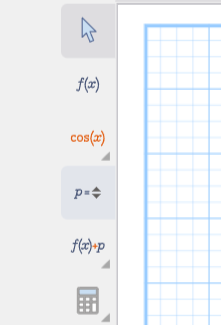 f(x)
cos(x)
p=
f(x)+p